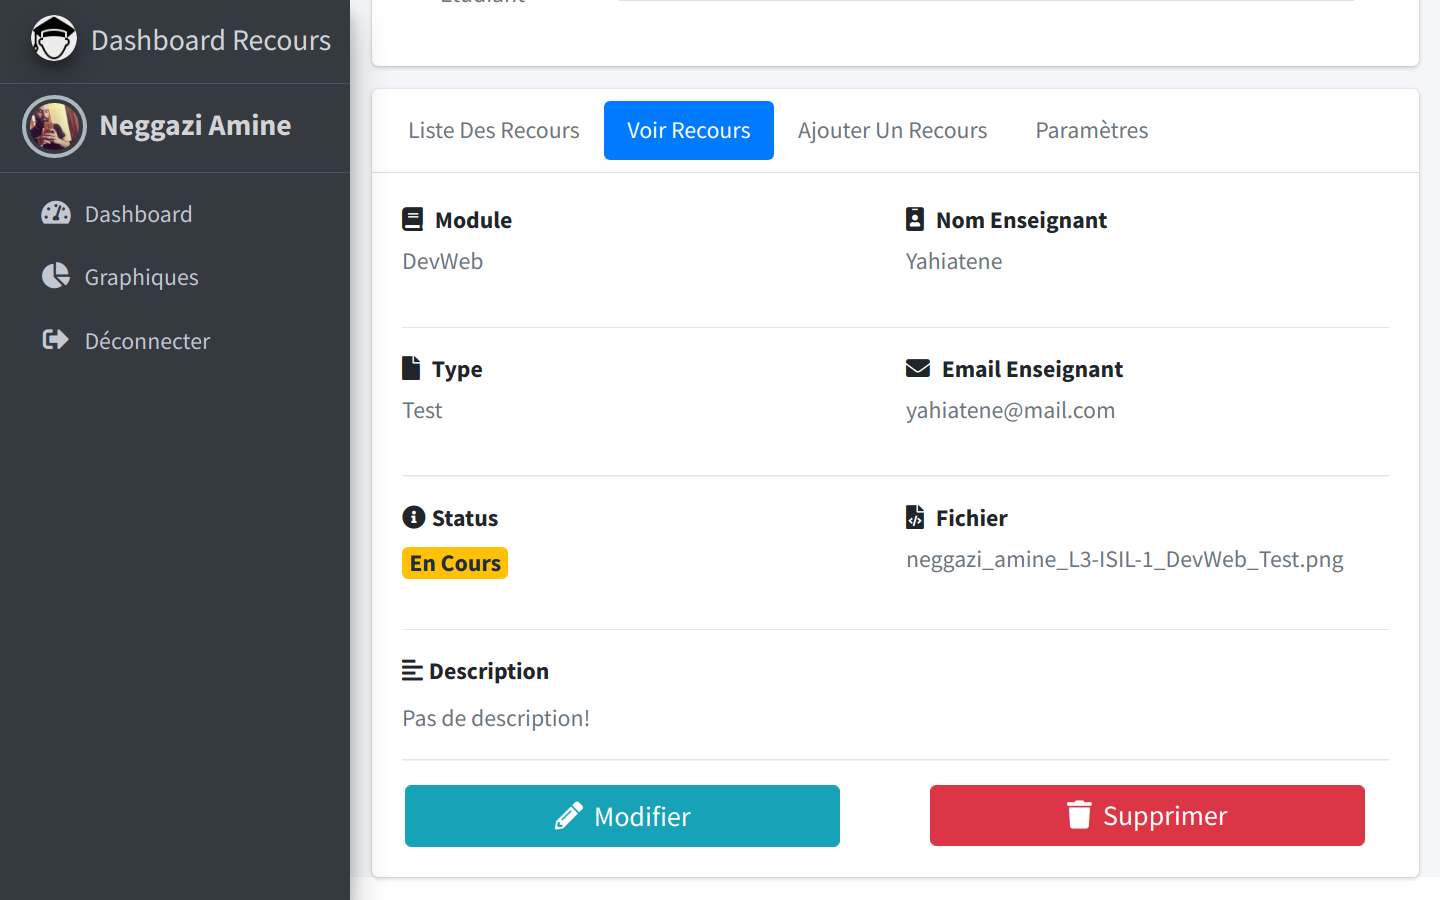 Dashboard Recours
Neggazi Amine
Dashboard
Graphiques
Déconnecter
Liste Des Recours
Voir Recours
Ajouter Un Recours
Paramètres
Module
DevWeb
Nom Enseignant
Yahiatene
Type
Test
Email Enseignant
yahiatene@mail.com
Status
En Cours
Fichier
neggazi_amine_L3-ISIL-1_DevWeb_Test.png
Description
Pas de description!
Modifier
Supprimer